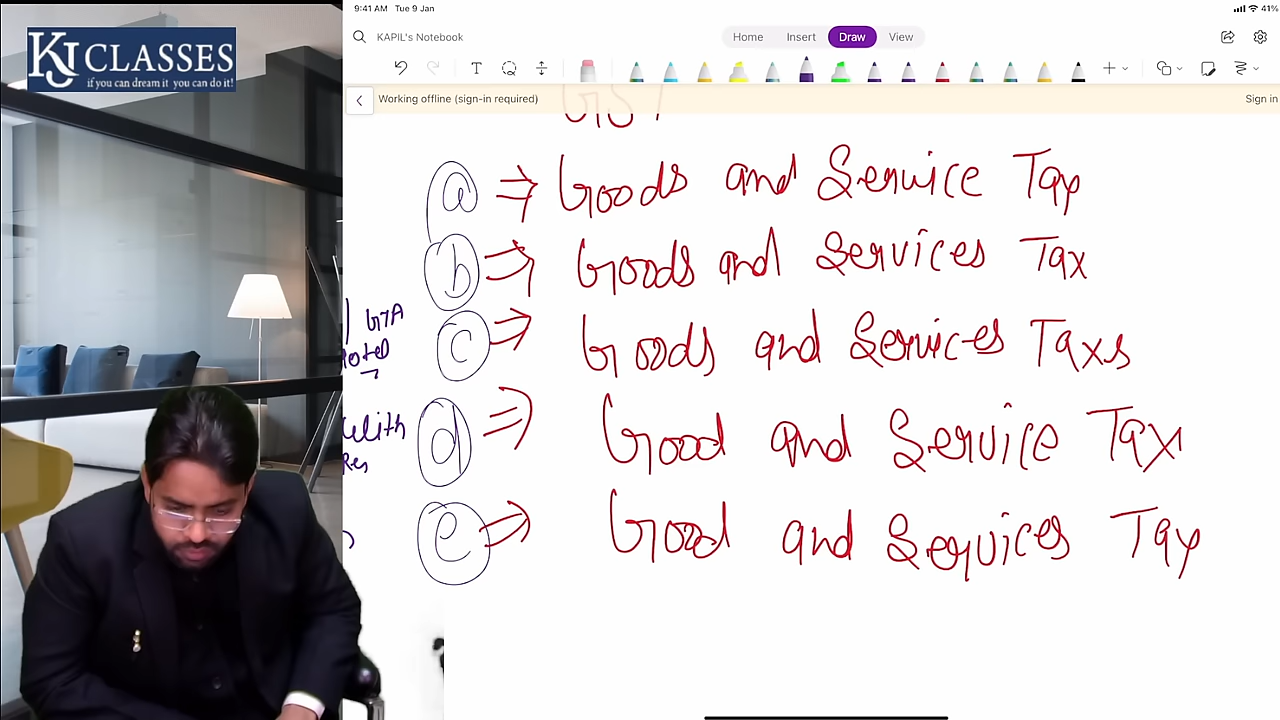 9:41 AM Tue 9 Jan
41%
KJ CLASSES
if you can dream it you can do it!
KAPIL's Notebook
Home Insert Draw View
Working offline (sign-in required)
Sign in
GST
a ⇒ Goods and Service Tax
b ⇒ Goods and Services Tax
c ⇒ Goods and Services Taxs
d ⇒ Good and Service Tax
e ⇒ Good and Services Tax
GTA